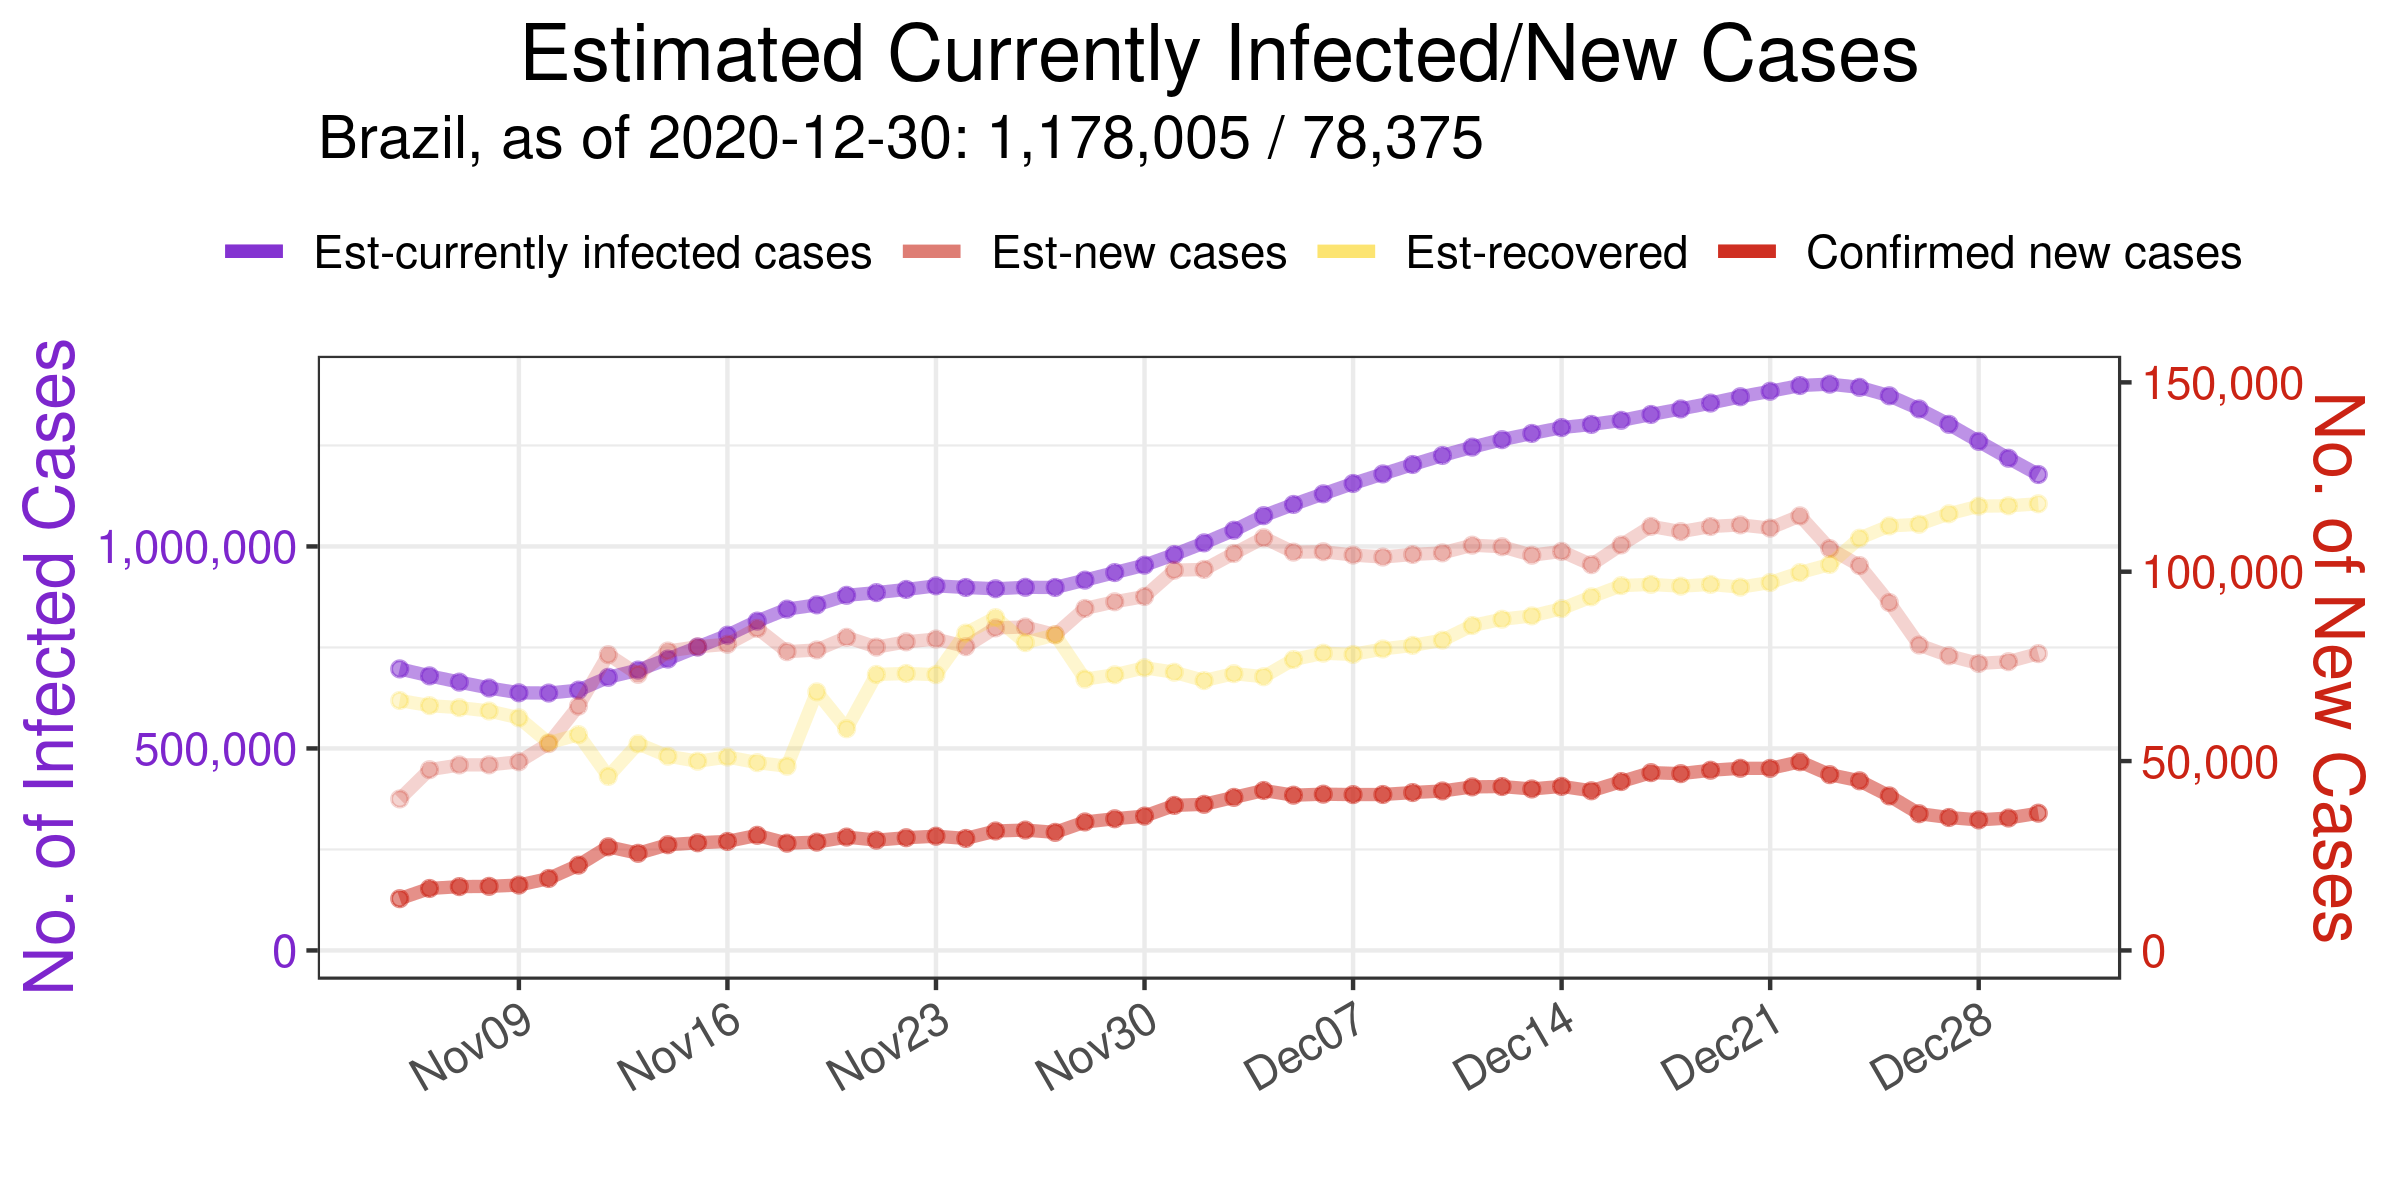 Estimated Currently Infected/New Cases
Brazil, as of 2020-12-30: 1,178,005 / 78,375
Est-currently infected cases Est-new cases Est-recovered Confirmed new cases
No. of Infected Cases
1,000,000
500,000
0
150,000
100,000
50,000
0
No. of New Cases
Nov09 Nov16 Nov23 Nov30 Dec07 Dec14 Dec21 Dec28